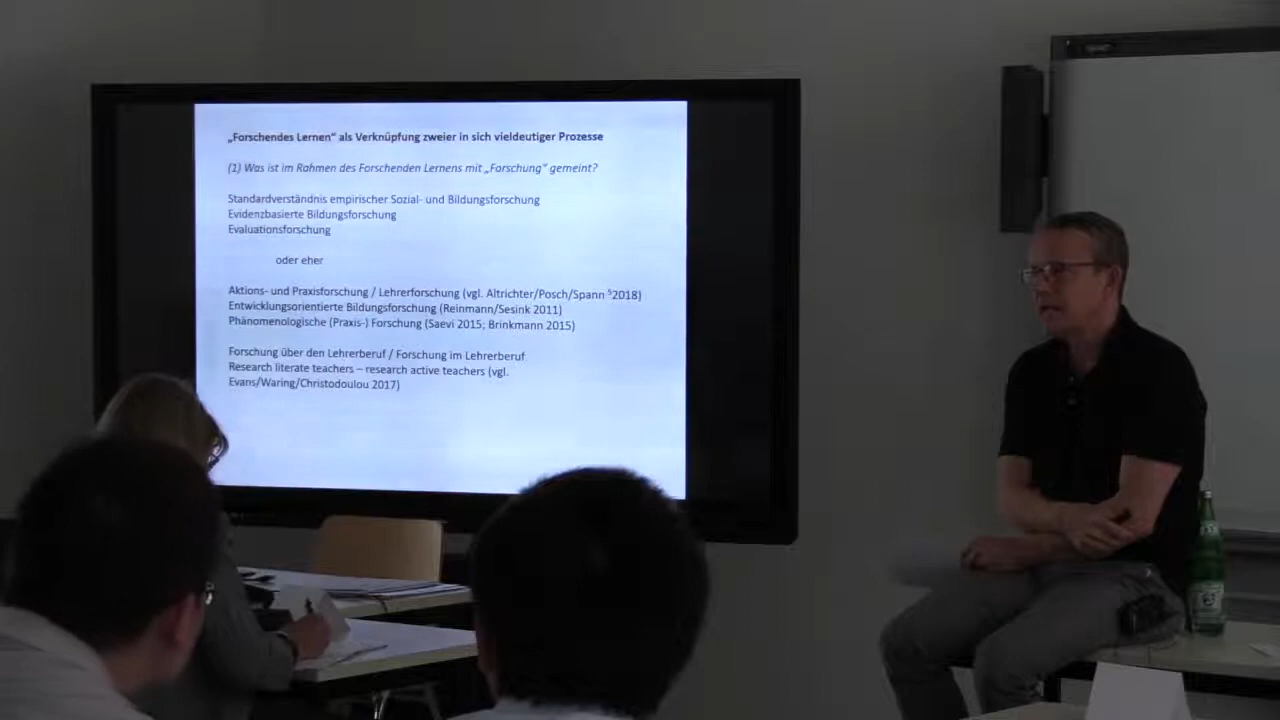 „Forschendes Lernen“ als Verknüpfung zweier in sich vieldeutiger Prozesse
(1) Was ist im Rahmen des Forschenden Lernens mit „Forschung“ gemeint?
Standardverständnis empirischer Sozial- und Bildungsforschung
Evidenzbasierte Bildungsforschung
Evaluationsforschung
oder eher
Aktions- und Praxisforschung / Lehrerforschung (vgl. Altrichter/Posch/Spann ⁵2018)
Entwicklungsorientierte Bildungsforschung (Reinmann/Sesink 2011)
Phänomenologische (Praxis-) Forschung (Saevi 2015; Brinkmann 2015)
Forschung über den Lehrerberuf / Forschung im Lehrerberuf
Research literate teachers – research active teachers (vgl.
Evans/Waring/Christodoulou 2017)